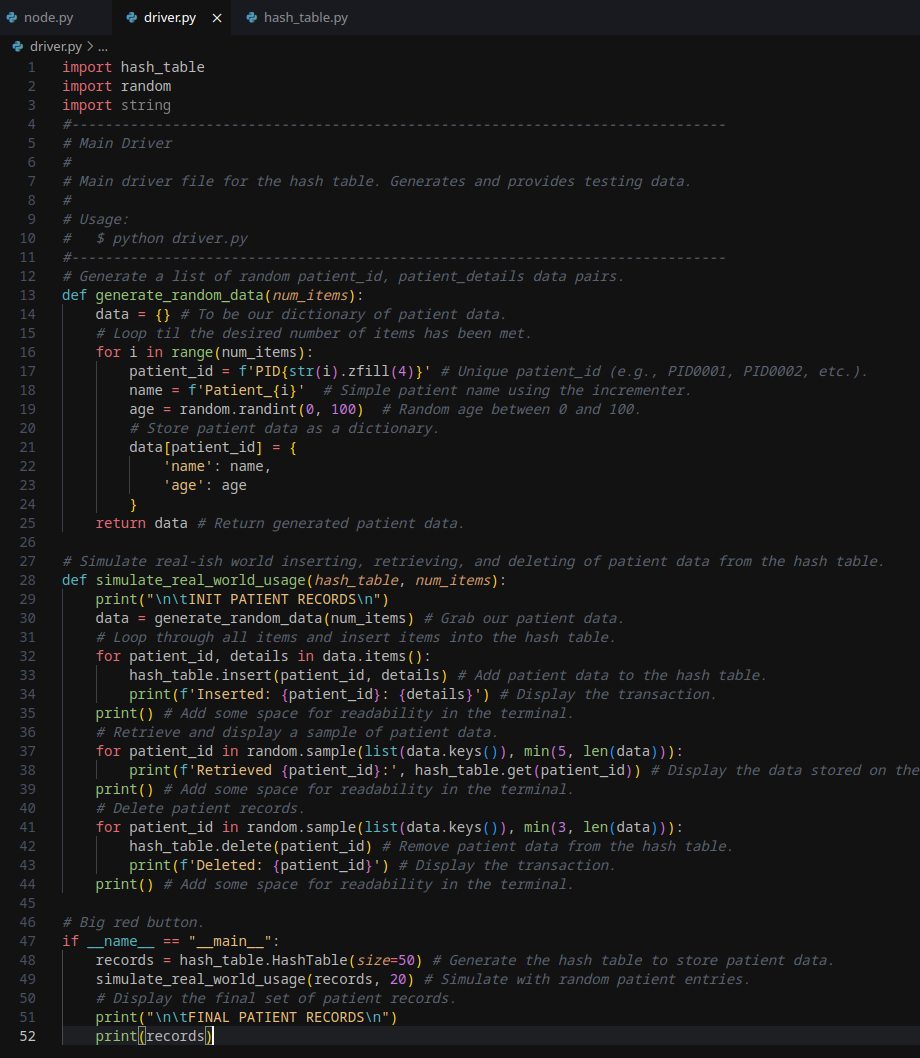 node.py driver.py × hash_table.py
driver.py > ...
1 import hash_table
2 import random
3 import string
4 #------------------------------------------------------------------------------
5 # Main Driver
6 #
7 # Main driver file for the hash table. Generates and provides testing data.
8 #
9 # Usage:
10 #   $ python driver.py
11 #------------------------------------------------------------------------------
12 # Generate a list of random patient_id, patient_details data pairs.
13 def generate_random_data(num_items):
14     data = {} # To be our dictionary of patient data.
15     # Loop til the desired number of items has been met.
16     for i in range(num_items):
17         patient_id = f'PID{str(i).zfill(4)}' # Unique patient_id (e.g., PID0001, PID0002, etc.).
18         name = f'Patient_{i}'  # Simple patient name using the incrementer.
19         age = random.randint(0, 100)  # Random age between 0 and 100.
20         # Store patient data as a dictionary.
21         data[patient_id] = {
22             'name': name,
23             'age': age
24         }
25     return data # Return generated patient data.
26
27 # Simulate real-ish world inserting, retrieving, and deleting of patient data from the hash table.
28 def simulate_real_world_usage(hash_table, num_items):
29     print("\n\tINIT PATIENT RECORDS\n")
30     data = generate_random_data(num_items) # Grab our patient data.
31     # Loop through all items and insert items into the hash table.
32     for patient_id, details in data.items():
33         hash_table.insert(patient_id, details) # Add patient data to the hash table.
34         print(f'Inserted: {patient_id}: {details}') # Display the transaction.
35     print() # Add some space for readability in the terminal.
36     # Retrieve and display a sample of patient data.
37     for patient_id in random.sample(list(data.keys()), min(5, len(data))):
38         print(f'Retrieved {patient_id}:', hash_table.get(patient_id)) # Display the data stored on the
39     print() # Add some space for readability in the terminal.
40     # Delete patient records.
41     for patient_id in random.sample(list(data.keys()), min(3, len(data))):
42         hash_table.delete(patient_id) # Remove patient data from the hash table.
43         print(f'Deleted: {patient_id}') # Display the transaction.
44     print() # Add some space for readability in the terminal.
45
46 # Big red button.
47 if __name__ == "__main__":
48     records = hash_table.HashTable(size=50) # Generate the hash table to store patient data.
49     simulate_real_world_usage(records, 20) # Simulate with random patient entries.
50     # Display the final set of patient records.
51     print("\n\tFINAL PATIENT RECORDS\n")
52     print(records)